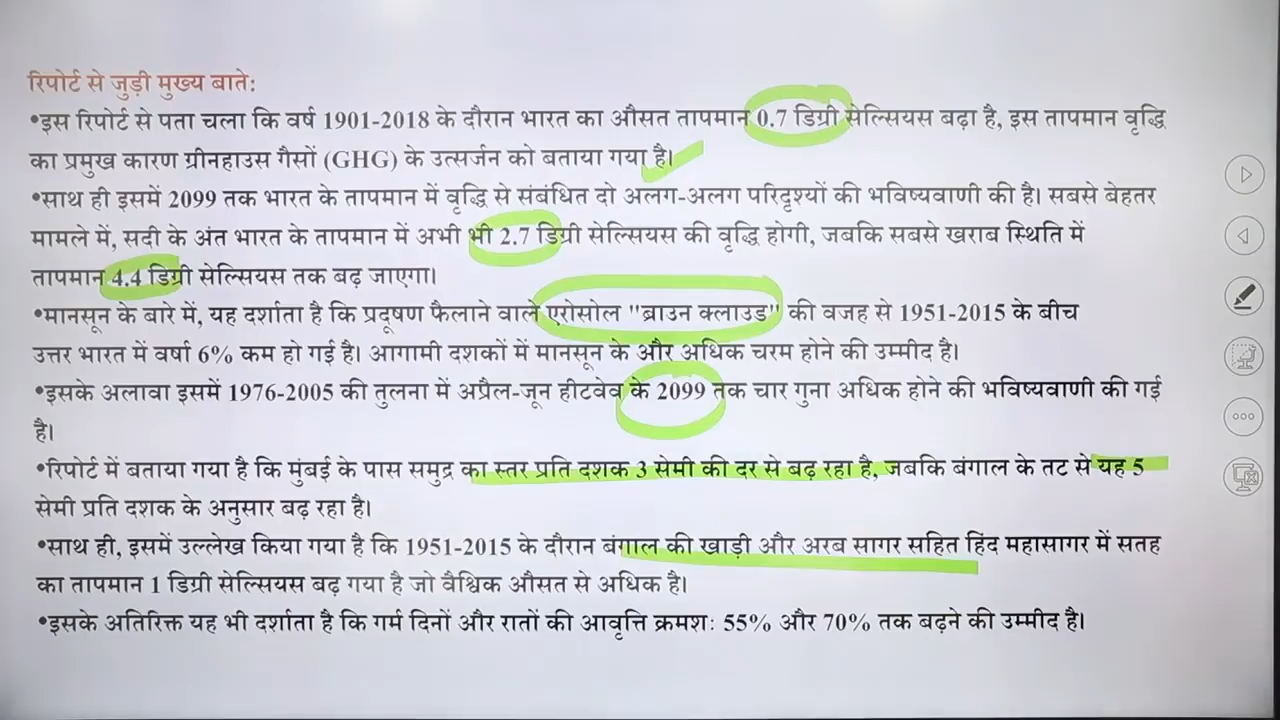 रिपोर्ट से जुड़ी मुख्य बाते:
•इस रिपोर्ट से पता चला कि वर्ष 1901-2018 के दौरान भारत का औसत तापमान 0.7 डिग्री सेल्सियस बढ़ा है, इस तापमान वृद्धि
का प्रमुख कारण ग्रीनहाउस गैसों (GHG) के उत्सर्जन को बताया गया है।
•साथ ही इसमें 2099 तक भारत के तापमान में वृद्धि से संबंधित दो अलग-अलग परिदृश्यों की भविष्यवाणी की है। सबसे बेहतर
मामले में, सदी के अंत भारत के तापमान में अभी भी 2.7 डिग्री सेल्सियस की वृद्धि होगी, जबकि सबसे खराब स्थिति में
तापमान 4.4 डिग्री सेल्सियस तक बढ़ जाएगा।
•मानसून के बारे में, यह दर्शाता है कि प्रदूषण फैलाने वाले एरोसोल "ब्राउन क्लाउड" की वजह से 1951-2015 के बीच
उत्तर भारत में वर्षा 6% कम हो गई है। आगामी दशकों में मानसून के और अधिक चरम होने की उम्मीद है।
•इसके अलावा इसमें 1976-2005 की तुलना में अप्रैल-जून हीटवेव के 2099 तक चार गुना अधिक होने की भविष्यवाणी की गई
है।
•रिपोर्ट में बताया गया है कि मुंबई के पास समुद्र का स्तर प्रति दशक 3 सेमी की दर से बढ़ रहा है, जबकि बंगाल के तट से यह 5
सेमी प्रति दशक के अनुसार बढ़ रहा है।
•साथ ही, इसमें उल्लेख किया गया है कि 1951-2015 के दौरान बंगाल की खाड़ी और अरब सागर सहित हिंद महासागर में सतह
का तापमान 1 डिग्री सेल्सियस बढ़ गया है जो वैश्विक औसत से अधिक है।
•इसके अतिरिक्त यह भी दर्शाता है कि गर्म दिनों और रातों की आवृत्ति क्रमश: 55% और 70% तक बढ़ने की उम्मीद है।